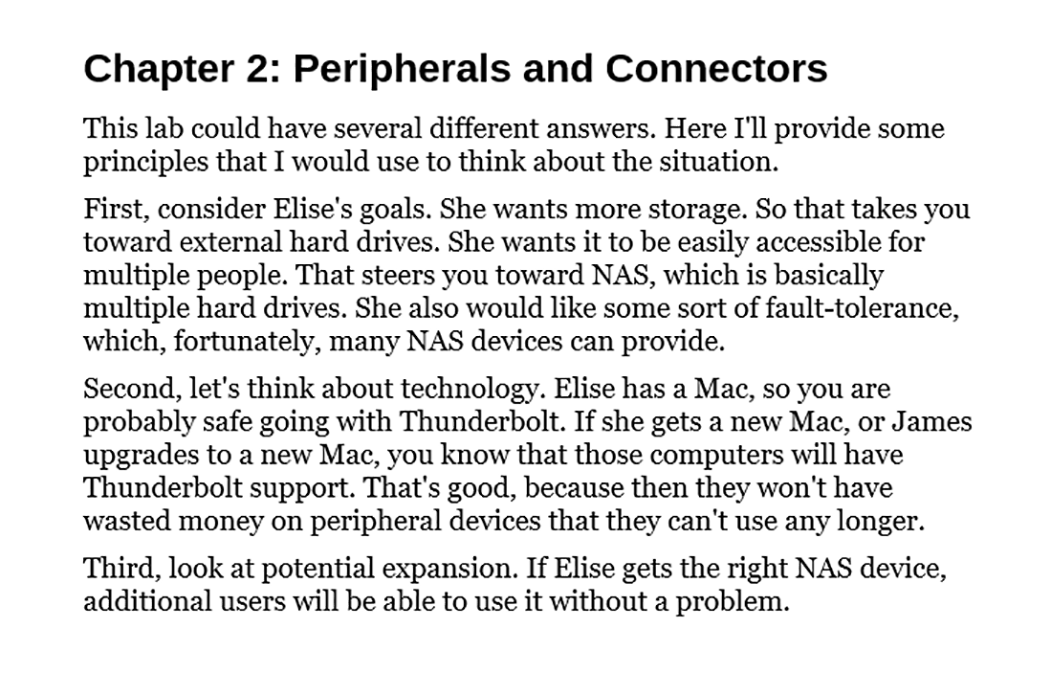 Chapter 2: Peripherals and Connectors
This lab could have several different answers. Here I'll provide some
principles that I would use to think about the situation.
First, consider Elise's goals. She wants more storage. So that takes you
toward external hard drives. She wants it to be easily accessible for
multiple people. That steers you toward NAS, which is basically
multiple hard drives. She also would like some sort of fault-tolerance,
which, fortunately, many NAS devices can provide.
Second, let's think about technology. Elise has a Mac, so you are
probably safe going with Thunderbolt. If she gets a new Mac, or James
upgrades to a new Mac, you know that those computers will have
Thunderbolt support. That's good, because then they won't have
wasted money on peripheral devices that they can't use any longer.
Third, look at potential expansion. If Elise gets the right NAS device,
additional users will be able to use it without a problem.